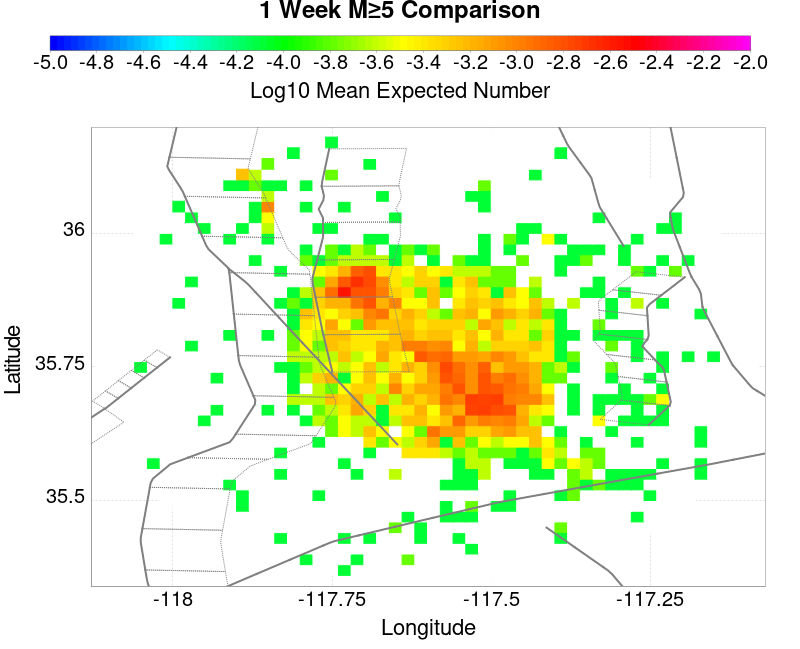 1 Week M≥5 Comparison
-5.0 -4.8 -4.6 -4.4 -4.2 -4.0 -3.8 -3.6 -3.4 -3.2 -3.0 -2.8 -2.6 -2.4 -2.2 -2.0
Log10 Mean Expected Number
36
35.75
35.5
Latitude
-118 -117.75 -117.5 -117.25
Longitude